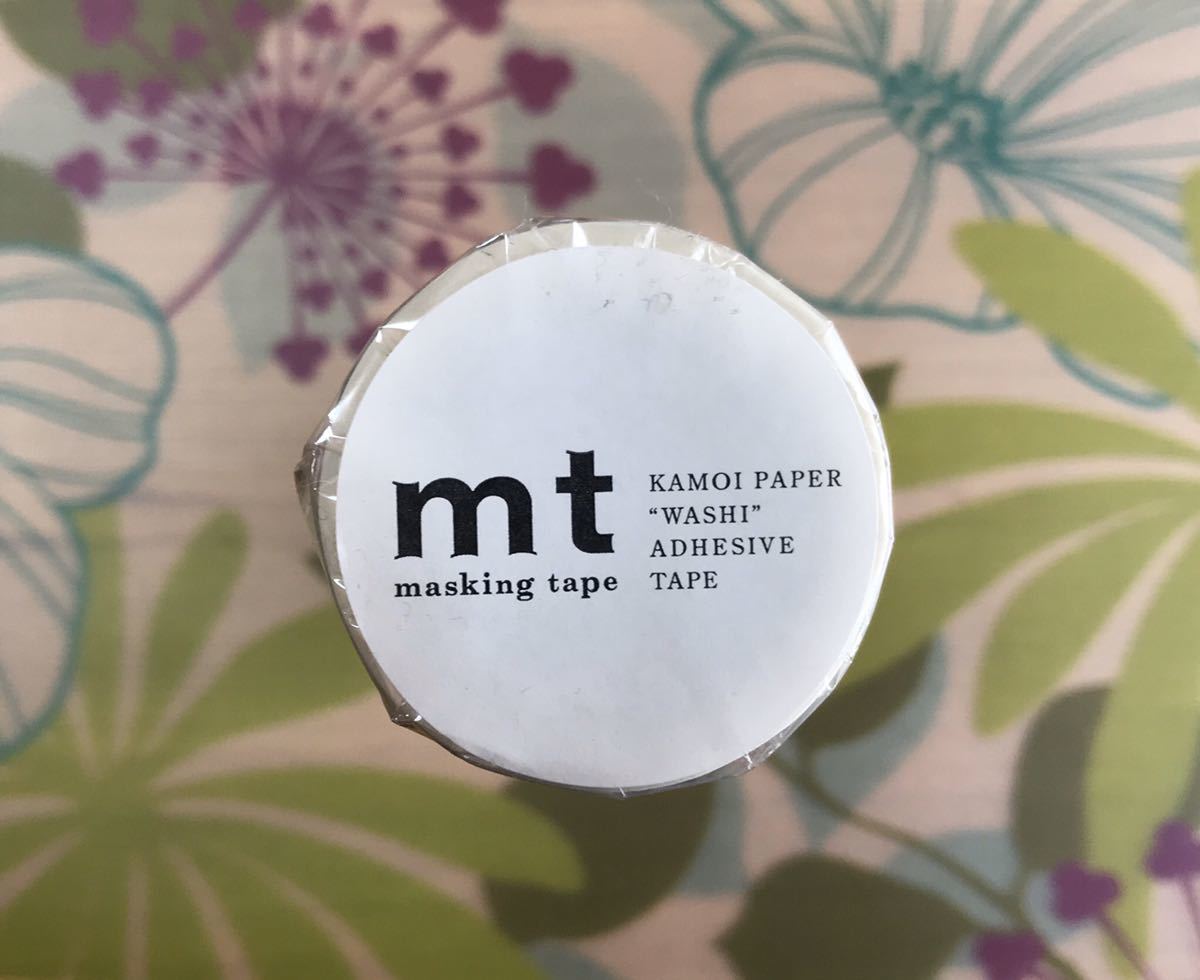 mt
masking tape
KAMOI PAPER
“WASHI”
ADHESIVE
TAPE